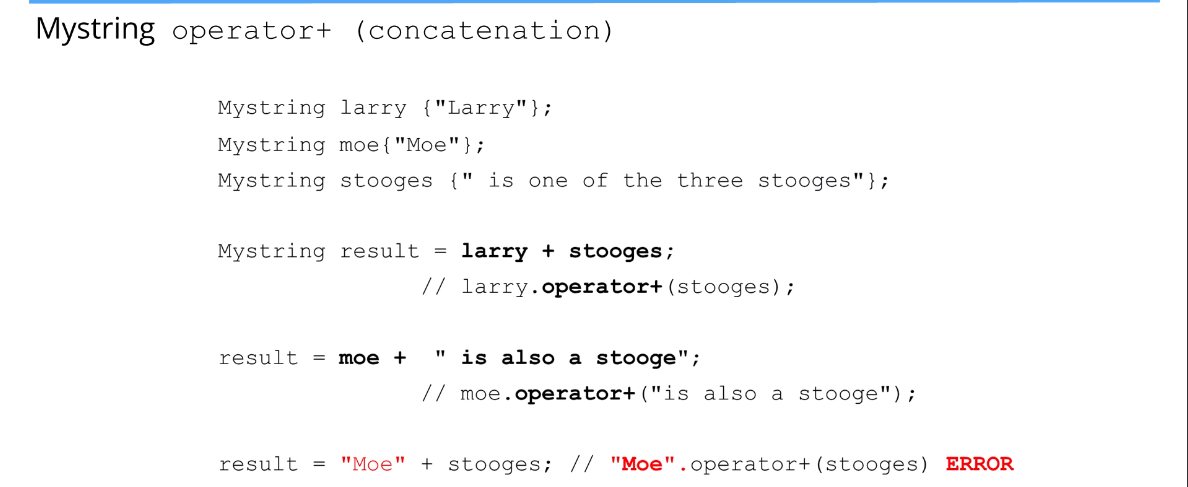 Mystring operator+ (concatenation)
Mystring larry {"Larry"};
Mystring moe{"Moe"};
Mystring stooges {" is one of the three stooges"};
Mystring result = larry + stooges;
// larry.operator+(stooges);
result = moe + " is also a stooge";
// moe.operator+("is also a stooge");
result = "Moe" + stooges; // "Moe".operator+(stooges) ERROR